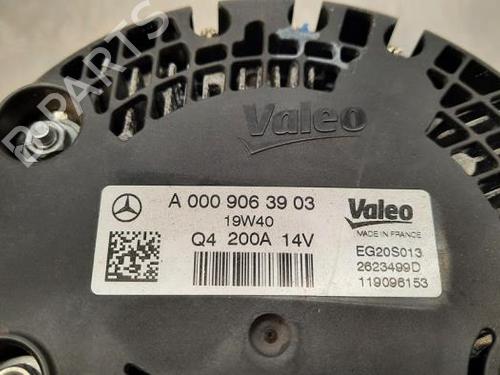 Valeo
A 000 906 39 03
19W40
Q4 200A 14V
Valeo
MADE IN FRANCE
EG20S013
2623499D
119096153
B-PARTS